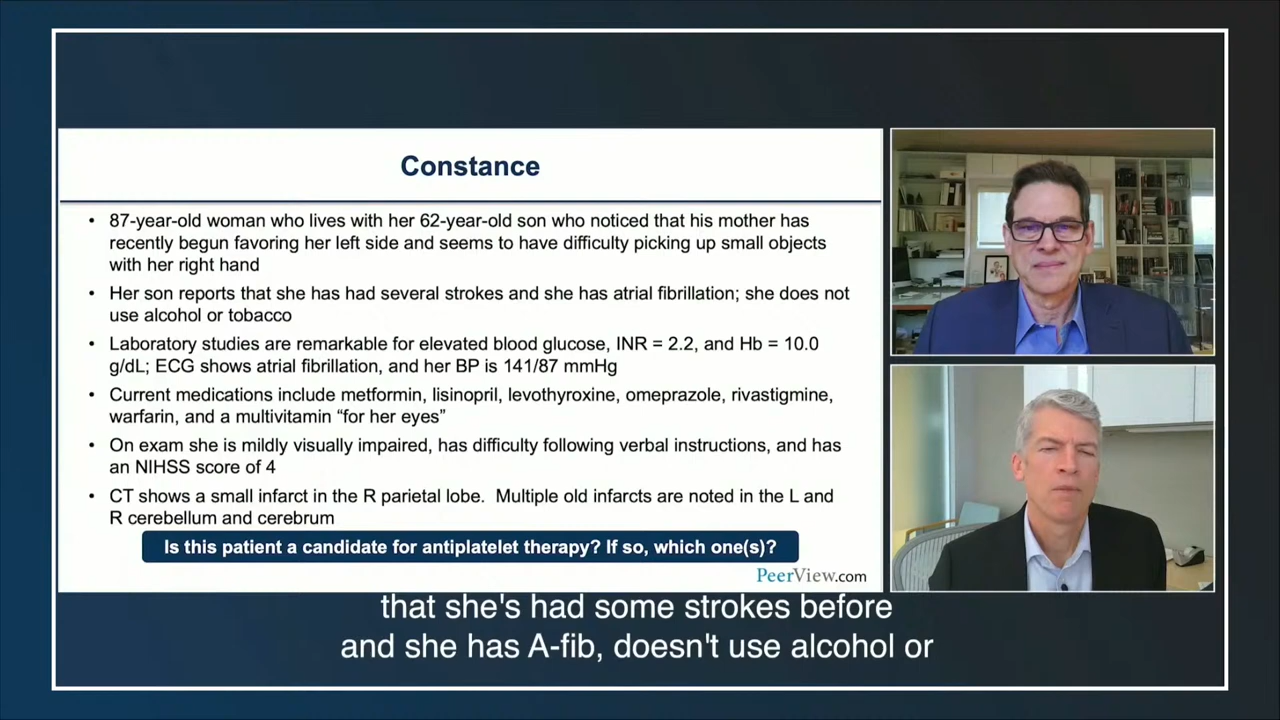 Constance
• 87-year-old woman who lives with her 62-year-old son who noticed that his mother has
recently begun favoring her left side and seems to have difficulty picking up small objects
with her right hand
• Her son reports that she has had several strokes and she has atrial fibrillation; she does not
use alcohol or tobacco
• Laboratory studies are remarkable for elevated blood glucose, INR = 2.2, and Hb = 10.0
g/dL; ECG shows atrial fibrillation, and her BP is 141/87 mmHg
• Current medications include metformin, lisinopril, levothyroxine, omeprazole, rivastigmine,
warfarin, and a multivitamin “for her eyes”
• On exam she is mildly visually impaired, has difficulty following verbal instructions, and has
an NIHSS score of 4
• CT shows a small infarct in the R parietal lobe.  Multiple old infarcts are noted in the L and
R cerebellum and cerebrum
Is this patient a candidate for antiplatelet therapy? If so, which one(s)?
PeerView.com
that she's had some strokes before
and she has A-fib, doesn't use alcohol or